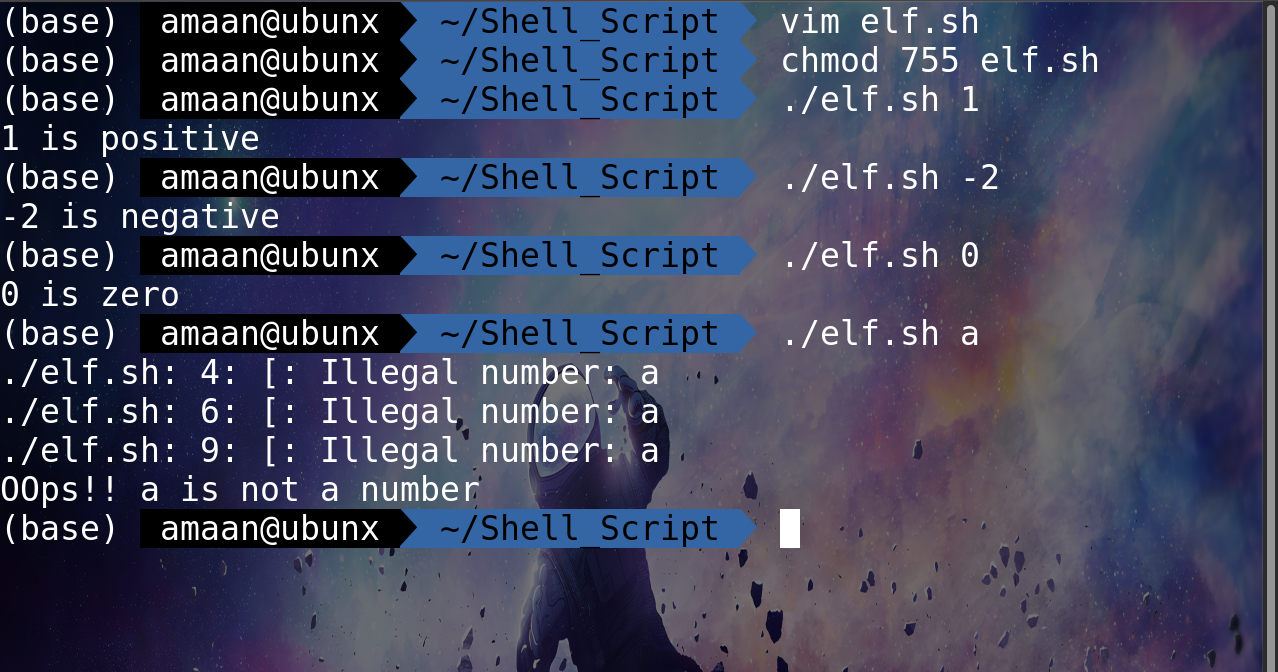 (base) amaan@ubunx ~/Shell_Script vim elf.sh
(base) amaan@ubunx ~/Shell_Script chmod 755 elf.sh
(base) amaan@ubunx ~/Shell_Script ./elf.sh 1
1 is positive
(base) amaan@ubunx ~/Shell_Script ./elf.sh -2
-2 is negative
(base) amaan@ubunx ~/Shell_Script ./elf.sh 0
0 is zero
(base) amaan@ubunx ~/Shell_Script ./elf.sh a
./elf.sh: 4: [: Illegal number: a
./elf.sh: 6: [: Illegal number: a
./elf.sh: 9: [: Illegal number: a
OOps!! a is not a number
(base) amaan@ubunx ~/Shell_Script